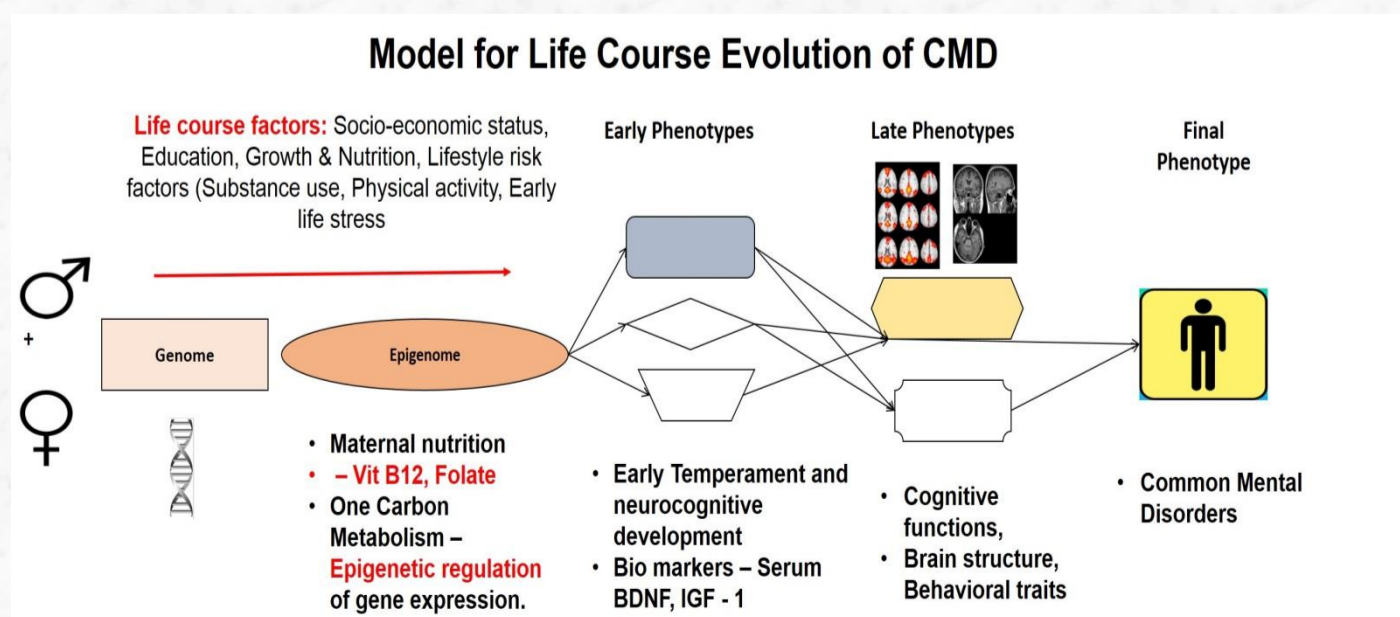 Model for Life Course Evolution of CMD
Life course factors: Socio-economic status,
Education, Growth & Nutrition, Lifestyle risk
factors (Substance use, Physical activity, Early
life stress
Early Phenotypes
Late Phenotypes
Final
Phenotype
+
Genome
Epigenome
• Maternal nutrition
• – Vit B12, Folate
• One Carbon
Metabolism –
Epigenetic regulation
of gene expression.
• Early Temperament and
neurocognitive
development
• Bio markers – Serum
BDNF, IGF - 1
• Cognitive
functions,
• Brain structure,
Behavioral traits
• Common Mental
Disorders